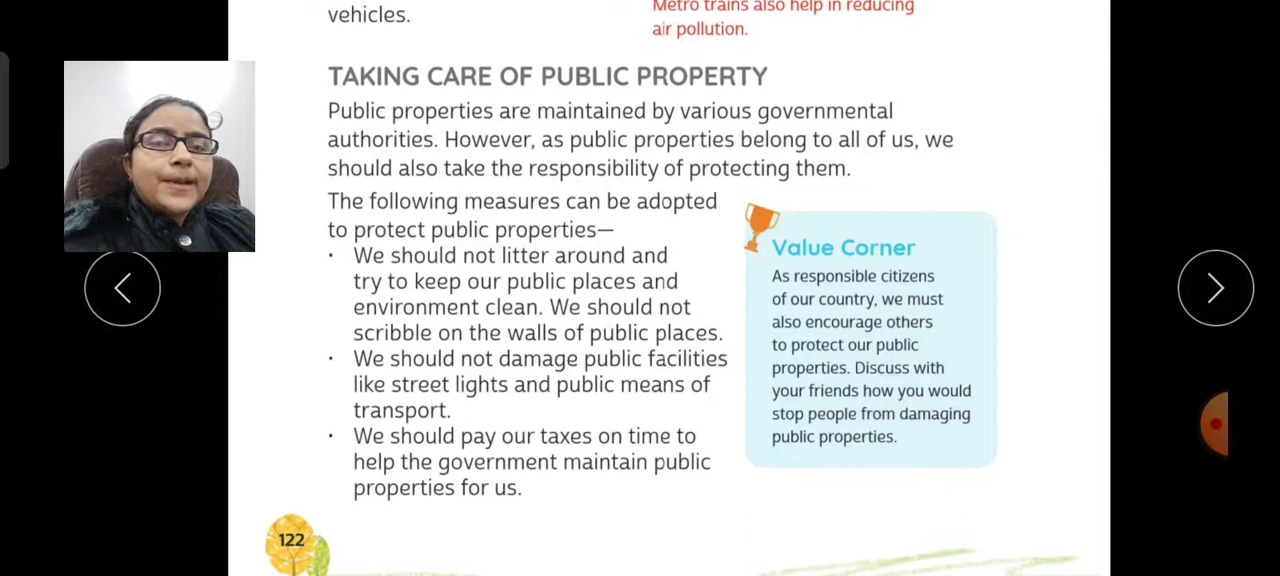 vehicles.
Metro trains also help in reducing
air pollution.
TAKING CARE OF PUBLIC PROPERTY
Public properties are maintained by various governmental
authorities. However, as public properties belong to all of us, we
should also take the responsibility of protecting them.
The following measures can be adopted
to protect public properties—
· We should not litter around and
try to keep our public places and
environment clean. We should not
scribble on the walls of public places.
· We should not damage public facilities
like street lights and public means of
transport.
· We should pay our taxes on time to
help the government maintain public
properties for us.
Value Corner
As responsible citizens
of our country, we must
also encourage others
to protect our public
properties. Discuss with
your friends how you would
stop people from damaging
public properties.
122